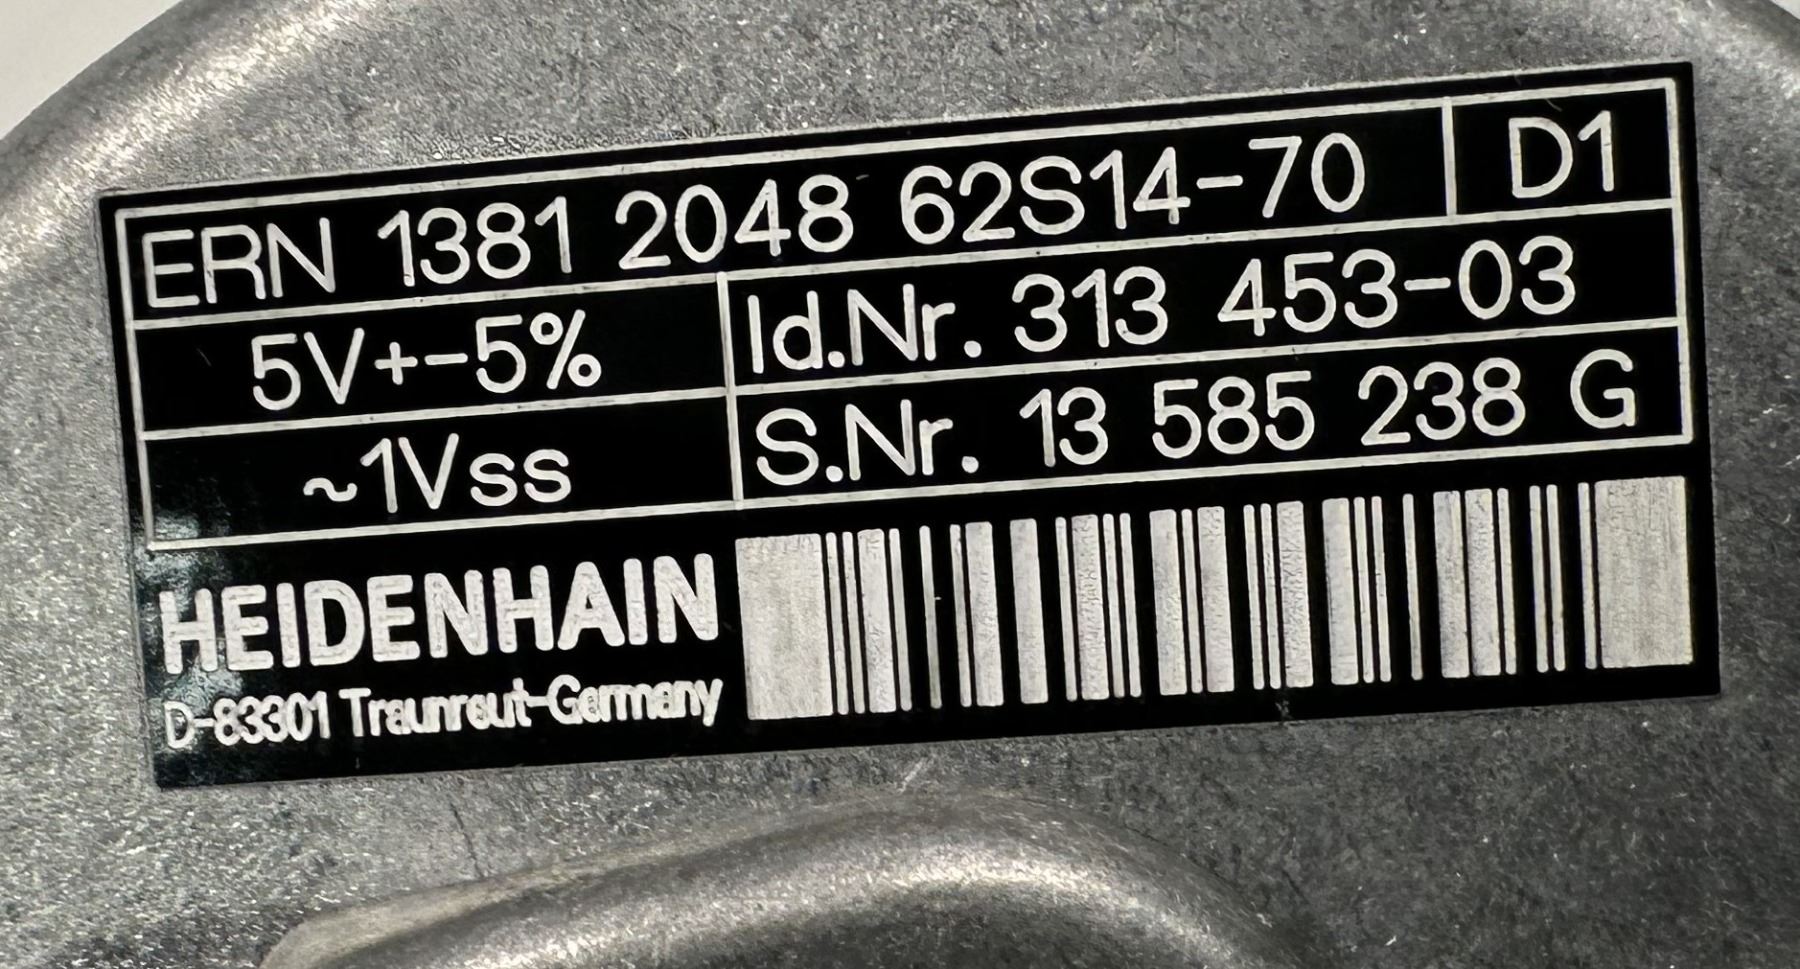 ERN 1381 2048 62S14-70 D1
5V+-5% Id.Nr. 313 453-03
~1Vss S.Nr. 13 585 238 G
HEIDENHAIN
D-83301 Traunreut-Germany